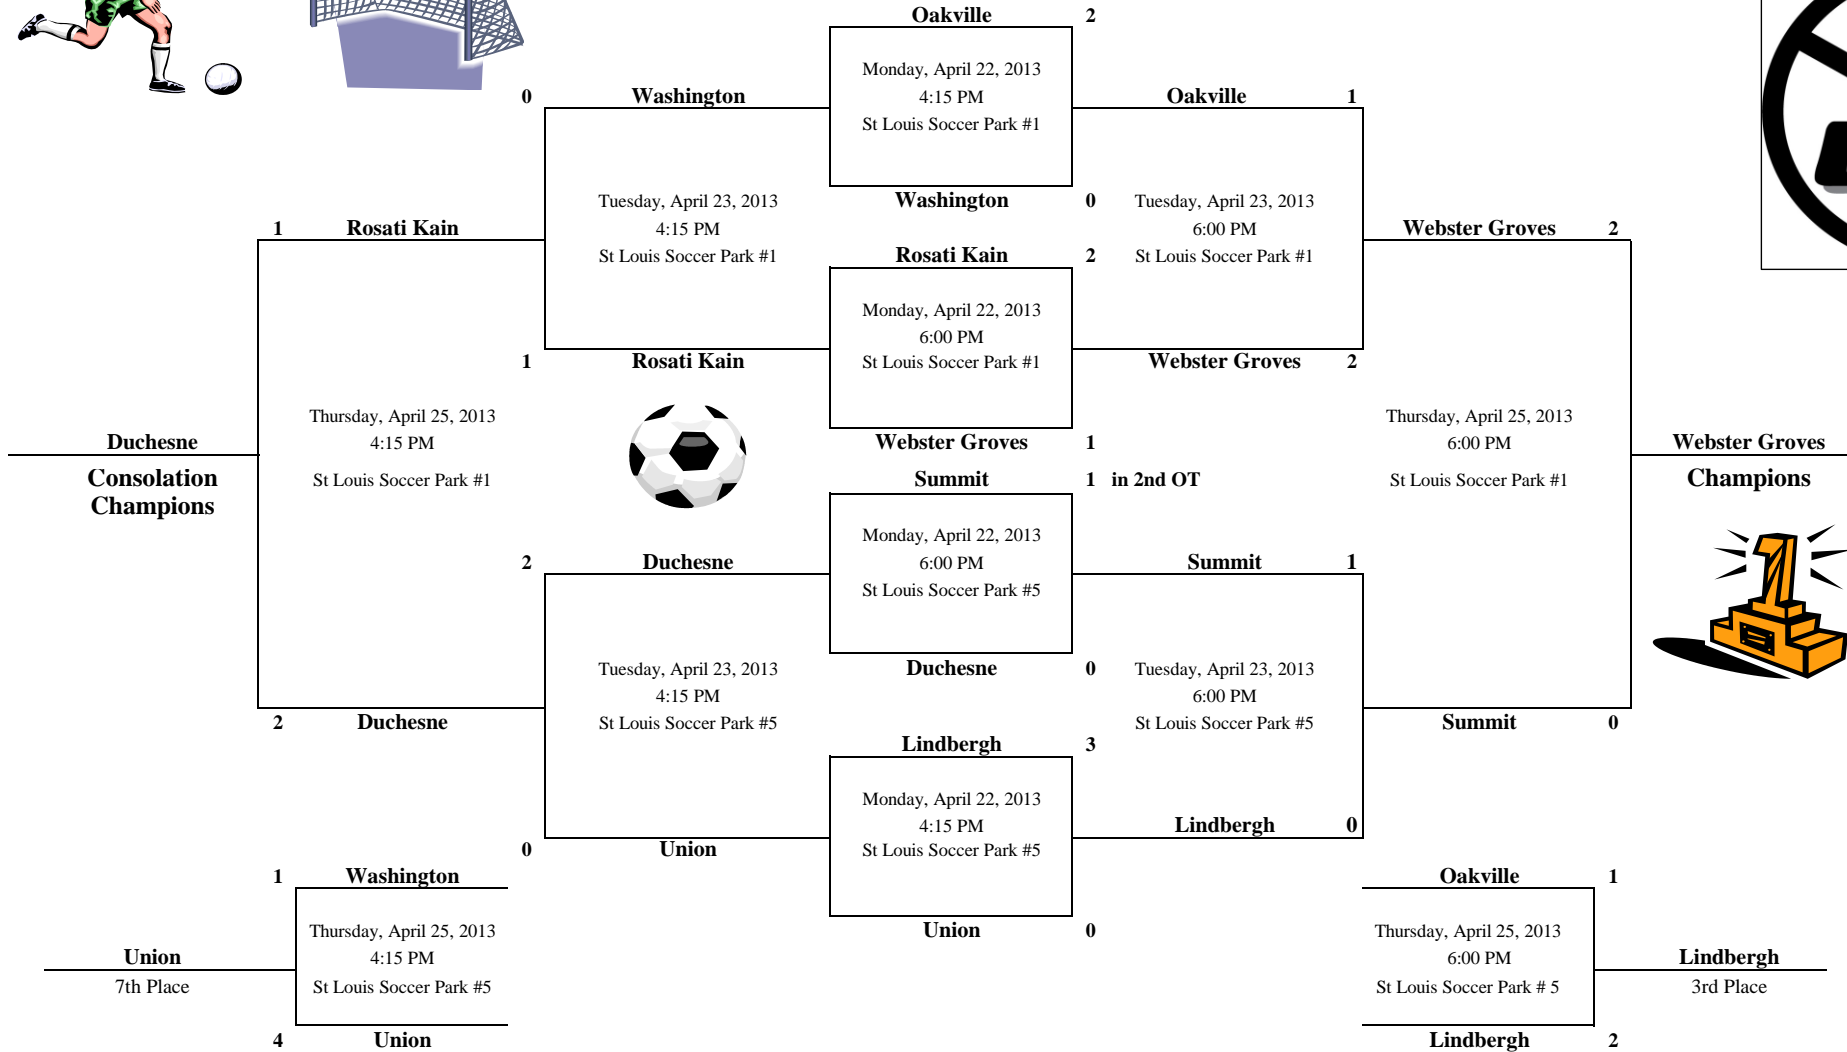 Oakville 2
Monday, April 22, 2013
4:15 PM
St Louis Soccer Park #1
Washington 0
0 Washington
Oakville 1
Tuesday, April 23, 2013
4:15 PM
St Louis Soccer Park #1
Tuesday, April 23, 2013
6:00 PM
St Louis Soccer Park #1
1 Rosati Kain
Webster Groves 2
Rosati Kain 2
Monday, April 22, 2013
6:00 PM
St Louis Soccer Park #1
Webster Groves 1
1 Rosati Kain
Webster Groves 2
Thursday, April 25, 2013
4:15 PM
St Louis Soccer Park #1
Duchesne
Consolation
Champions
Thursday, April 25, 2013
6:00 PM
St Louis Soccer Park #1
Webster Groves
Champions
Summit 1 in 2nd OT
Monday, April 22, 2013
6:00 PM
St Louis Soccer Park #5
Duchesne 0
2 Duchesne
Summit 1
Tuesday, April 23, 2013
4:15 PM
St Louis Soccer Park #5
Tuesday, April 23, 2013
6:00 PM
St Louis Soccer Park #5
2 Duchesne
Summit 0
Lindbergh 3
Monday, April 22, 2013
4:15 PM
St Louis Soccer Park #5
Union 0
0 Union
Lindbergh 0
1 Washington
Thursday, April 25, 2013
4:15 PM
St Louis Soccer Park #5
4 Union
Union
7th Place
Oakville 1
Thursday, April 25, 2013
6:00 PM
St Louis Soccer Park # 5
Lindbergh 2
Lindbergh
3rd Place